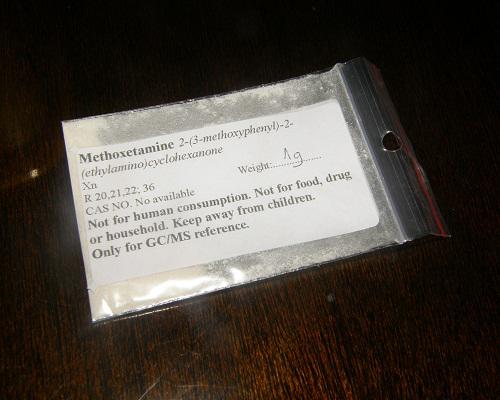 Methoxetamine 2-(3-methoxyphenyl)-2-
(ethylamino)cyclohexanone
Xn
R 20,21,22; 36
CAS NO. No available
Weight:....1g............
Not for human consumption. Not for food, drug
or household. Keep away from children.
Only for GC/MS reference.